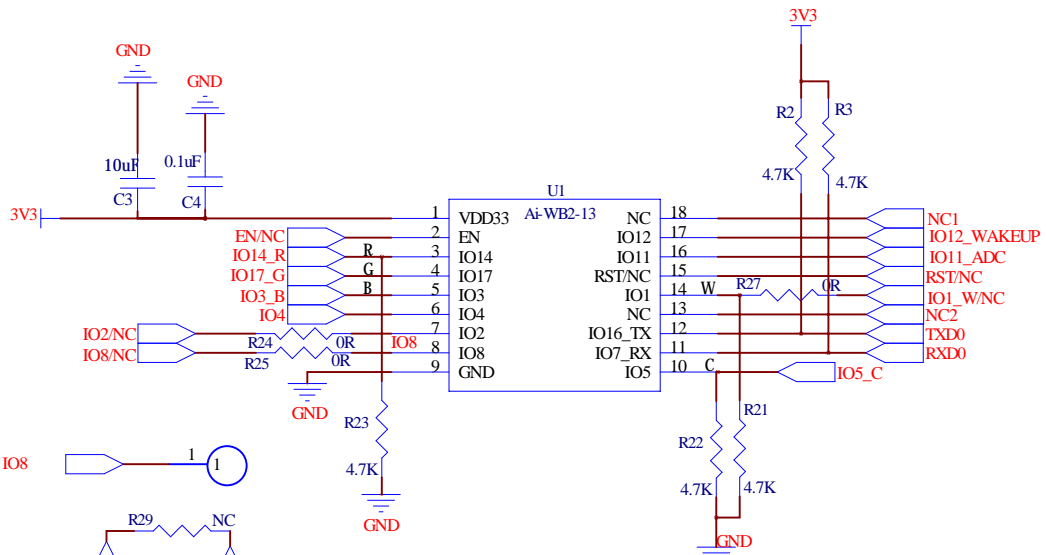 3V3
GND
GND
R2
R3
10uF
0.1uF
4.7K
4.7K
C3
C4
U1
Ai-WB2-13
3V3
1 VDD33 NC 18 NC1
EN/NC 2 EN IO12 17 IO12_WAKEUP
IO14_R R 3 IO14 IO11 16 IO11_ADC
IO17_G G 4 IO17 RST/NC 15 RST/NC
IO3_B B 5 IO3 IO1 14 W R27 0R IO1_W/NC
IO4 6 IO4 NC 13 NC2
IO2/NC R24 0R 7 IO2 IO16_TX 12 TXD0
IO8/NC R25 0R IO8 8 IO8 IO7_RX 11 RXD0
9 GND IO5 10 C IO5_C
GND
R23
R22
R21
4.7K
4.7K
4.7K
IO8 1 1
GND
R29 NC
GND